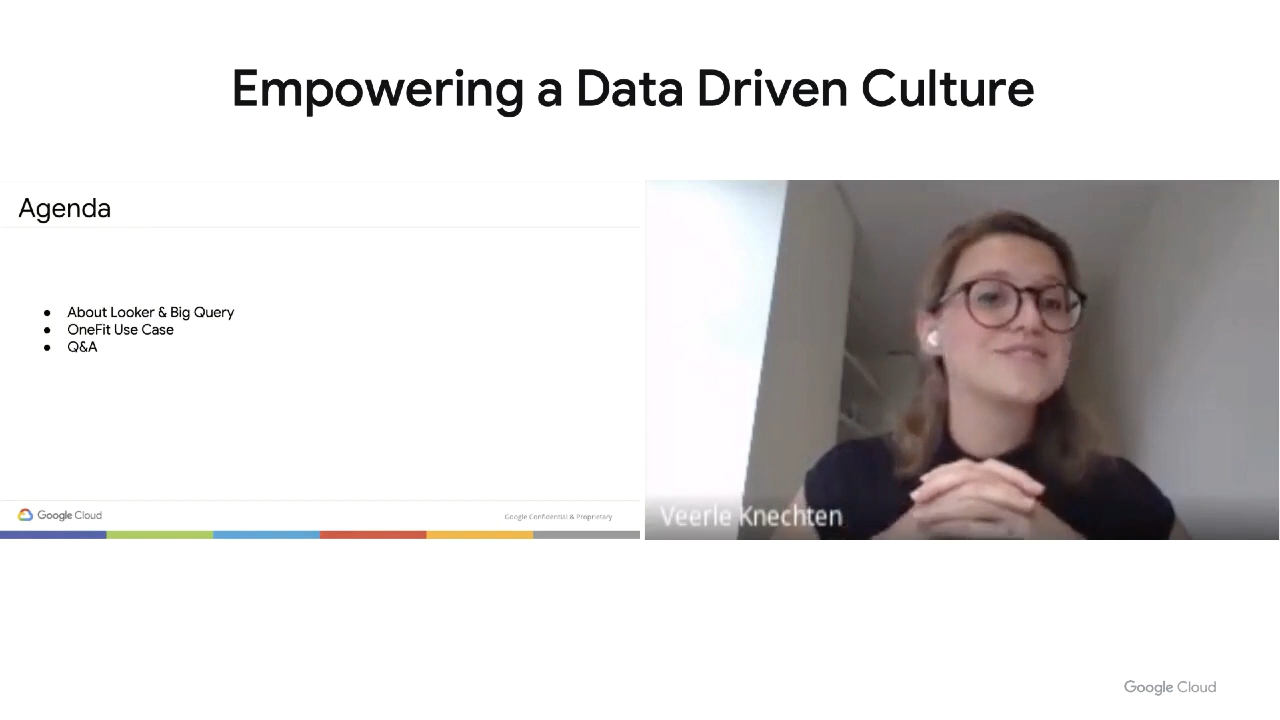 Empowering a Data Driven Culture
Agenda
● About Looker & Big Query
● OneFit Use Case
● Q&A
Google Cloud
Google Confidential & Proprietary
Veerle Knechten
Google Cloud